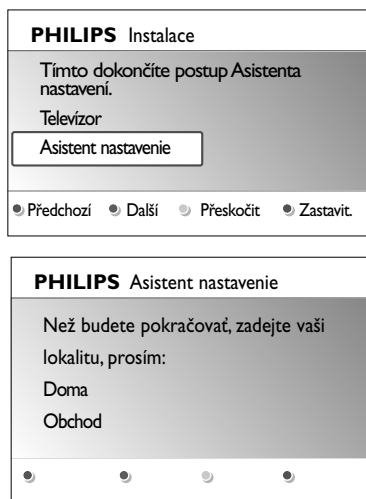 PHILIPS Instalace
Tímto dokončíte postup Asistenta
nastavení.
Televízor
Asistent nastavenie
Předchozí Další Přeskočit Zastavit.
PHILIPS Asistent nastavenie
Než budete pokračovať, zadejte vaši
lokalitu, prosím:
Doma
Obchod